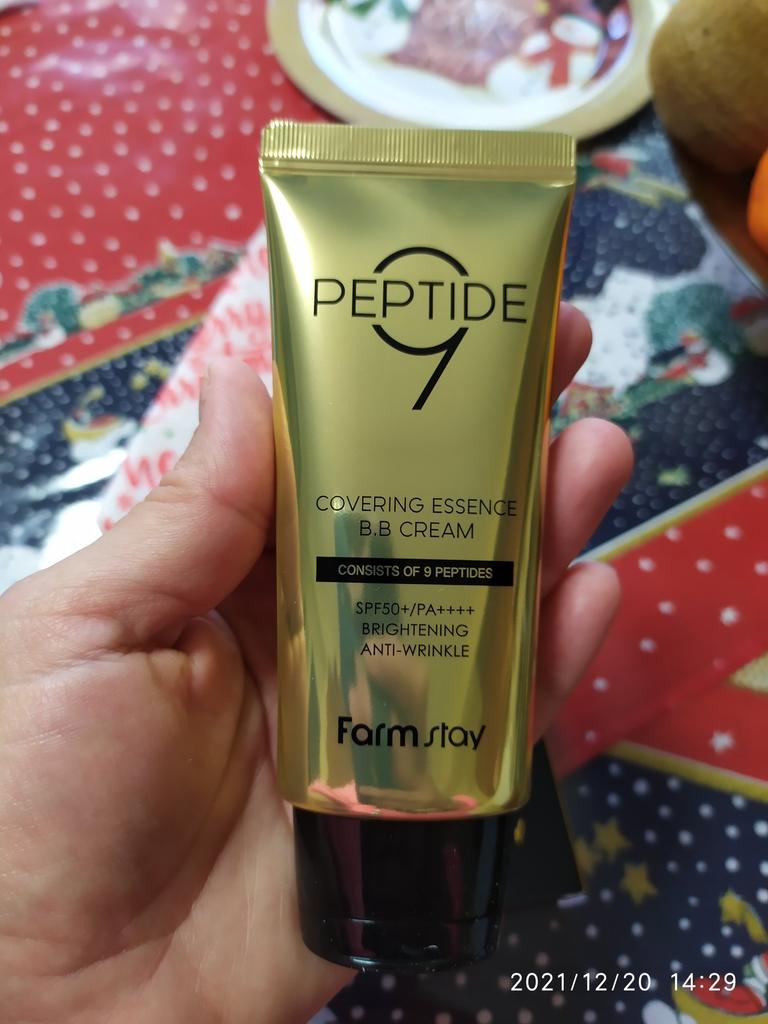 PEPTIDE
9
COVERING ESSENCE
B.B CREAM
CONSISTS OF 9 PEPTIDES
SPF50+/PA++++
BRIGHTENING
ANTI-WRINKLE
Farmstay
2021/12/20 14:29